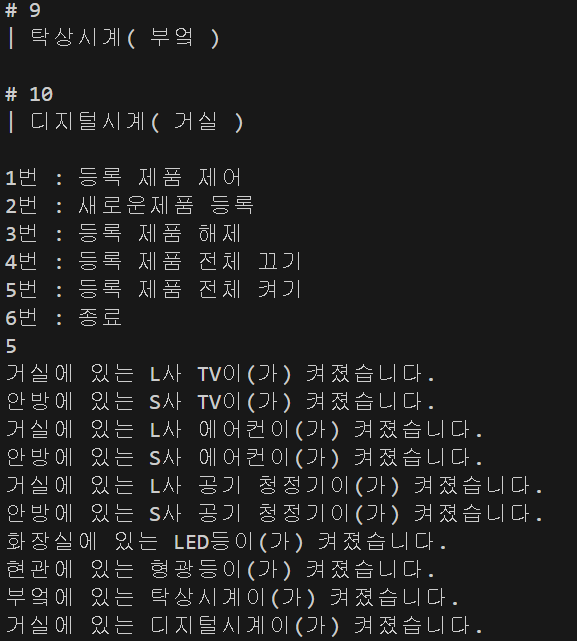 # 9
| 탁상시계( 부엌 )
# 10
| 디지털시계( 거실 )
1번 : 등록 제품 제어
2번 : 새로운제품 등록
3번 : 등록 제품 해제
4번 : 등록 제품 전체 끄기
5번 : 등록 제품 전체 켜기
6번 : 종료
5
거실에 있는 L사 TV이(가) 켜졌습니다.
안방에 있는 S사 TV이(가) 켜졌습니다.
거실에 있는 L사 에어컨이(가) 켜졌습니다.
안방에 있는 S사 에어컨이(가) 켜졌습니다.
거실에 있는 L사 공기 청정기이(가) 켜졌습니다.
안방에 있는 S사 공기 청정기이(가) 켜졌습니다.
화장실에 있는 LED등이(가) 켜졌습니다.
현관에 있는 형광등이(가) 켜졌습니다.
부엌에 있는 탁상시계이(가) 켜졌습니다.
거실에 있는 디지털시계이(가) 켜졌습니다.